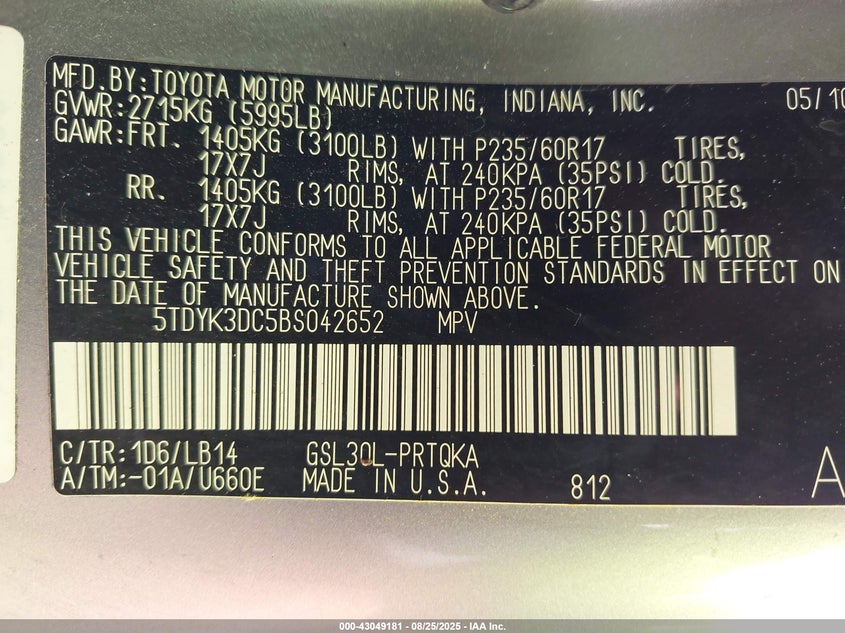 MFD.BY:TOYOTA MOTOR MANUFACTURING, INDIANA, INC. 05/10
GVWR:2715KG (5995LB)
GAWR:FRT. 1405KG (3100LB) WITH P235/60R17 TIRES,
17X7J RIMS, AT 240KPA (35PSI) COLD.
RR. 1405KG (3100LB) WITH P235/60R17 TIRES,
17X7J RIMS, AT 240KPA (35PSI) COLD.
THIS VEHICLE CONFORMS TO ALL APPLICABLE FEDERAL MOTOR
VEHICLE SAFETY AND THEFT PREVENTION STANDARDS IN EFFECT ON
THE DATE OF MANUFACTURE SHOWN ABOVE.
5TDYK3DC5BS042652 MPV
C/TR:1D6/LB14 GSL30L-PRTQKA
A/TM:-01A/U660E MADE IN U.S.A. 812 A
000-43049181 - 08/25/2025 - IAA Inc.